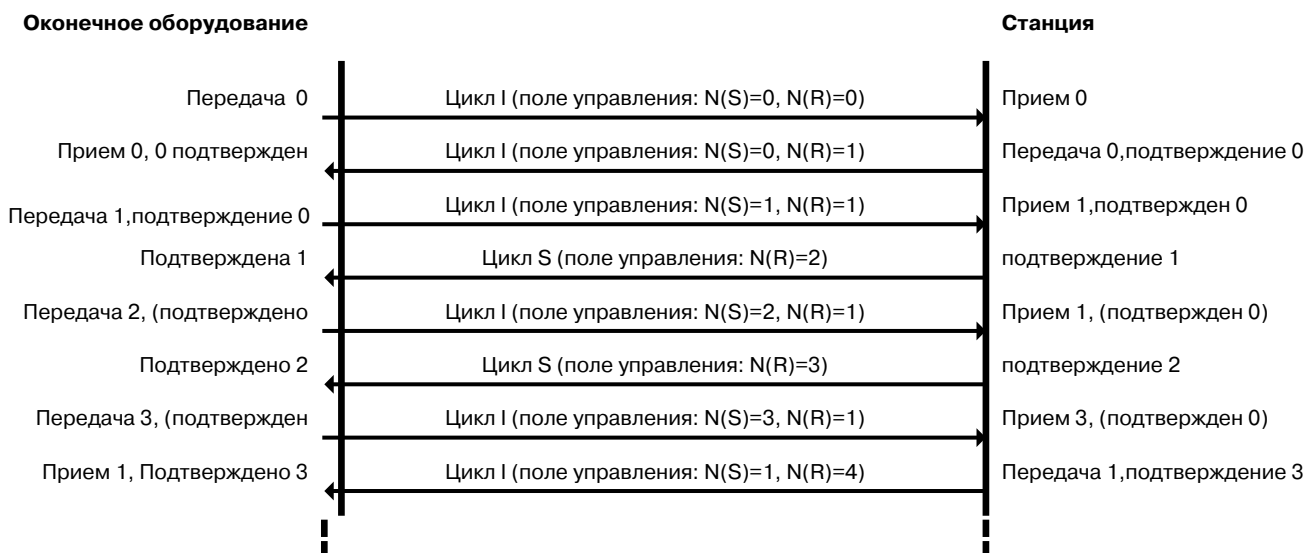 Оконечное оборудование Станция
Передача 0 Цикл I (поле управления: N(S)=0, N(R)=0) Прием 0
Прием 0, 0 подтвержден Цикл I (поле управления: N(S)=0, N(R)=1) Передача 0,подтверждение 0
Передача 1,подтверждение 0 Цикл I (поле управления: N(S)=1, N(R)=1) Прием 1,подтвержден 0
Подтверждена 1 Цикл S (поле управления: N(R)=2) подтверждение 1
Передача 2, (подтверждено Цикл I (поле управления: N(S)=2, N(R)=1) Прием 1, (подтвержден 0)
Подтверждено 2 Цикл S (поле управления: N(R)=3) подтверждение 2
Передача 3, (подтвержден Цикл I (поле управления: N(S)=3, N(R)=1) Прием 3, (подтвержден 0)
Прием 1, Подтверждено 3 Цикл I (поле управления: N(S)=1, N(R)=4) Передача 1,подтверждение 3